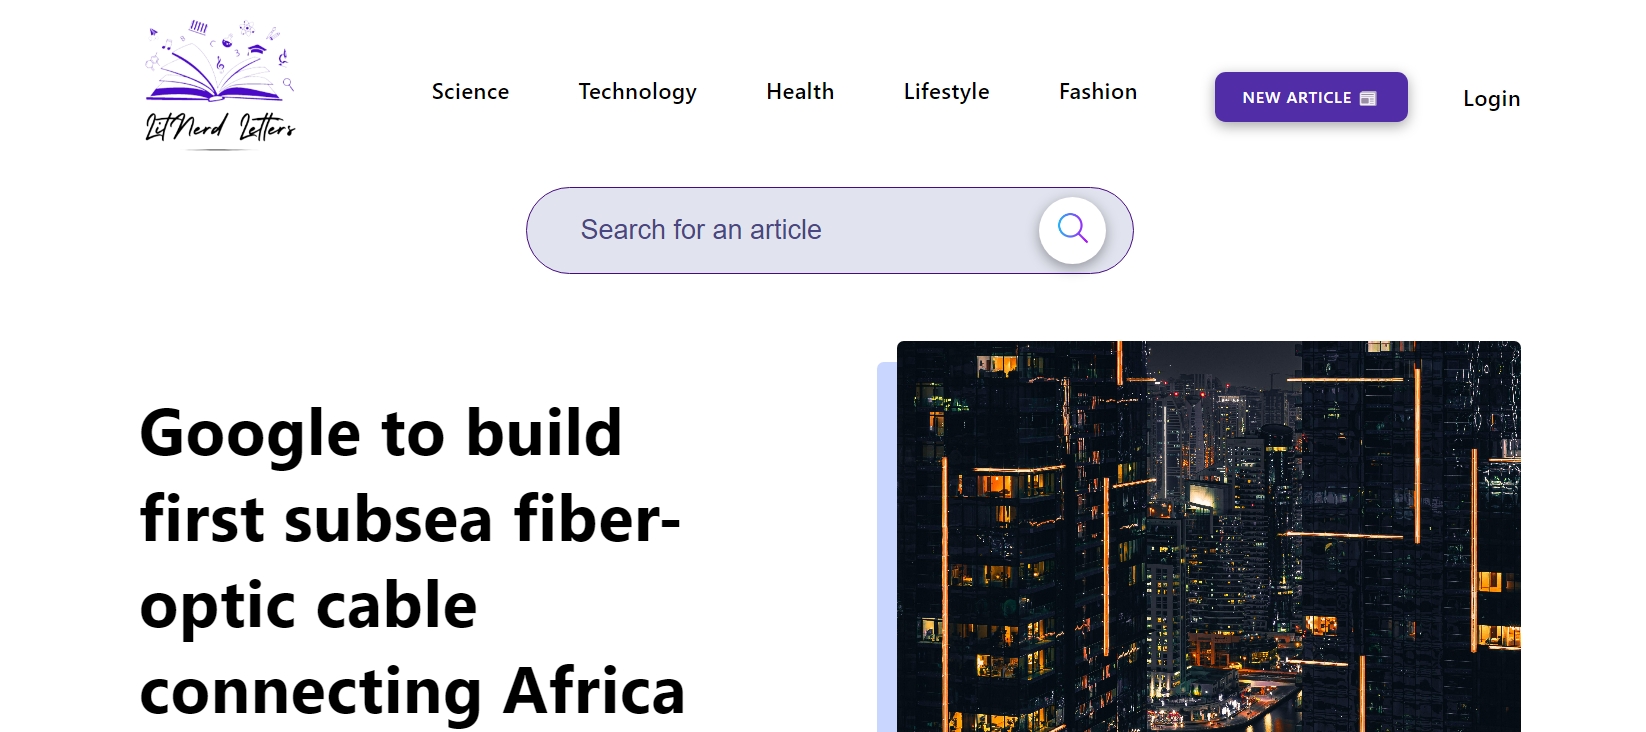 LitNerd Letters
Science Technology Health Lifestyle Fashion NEW ARTICLE Login
Search for an article
Google to build
first subsea fiber-
optic cable
connecting Africa